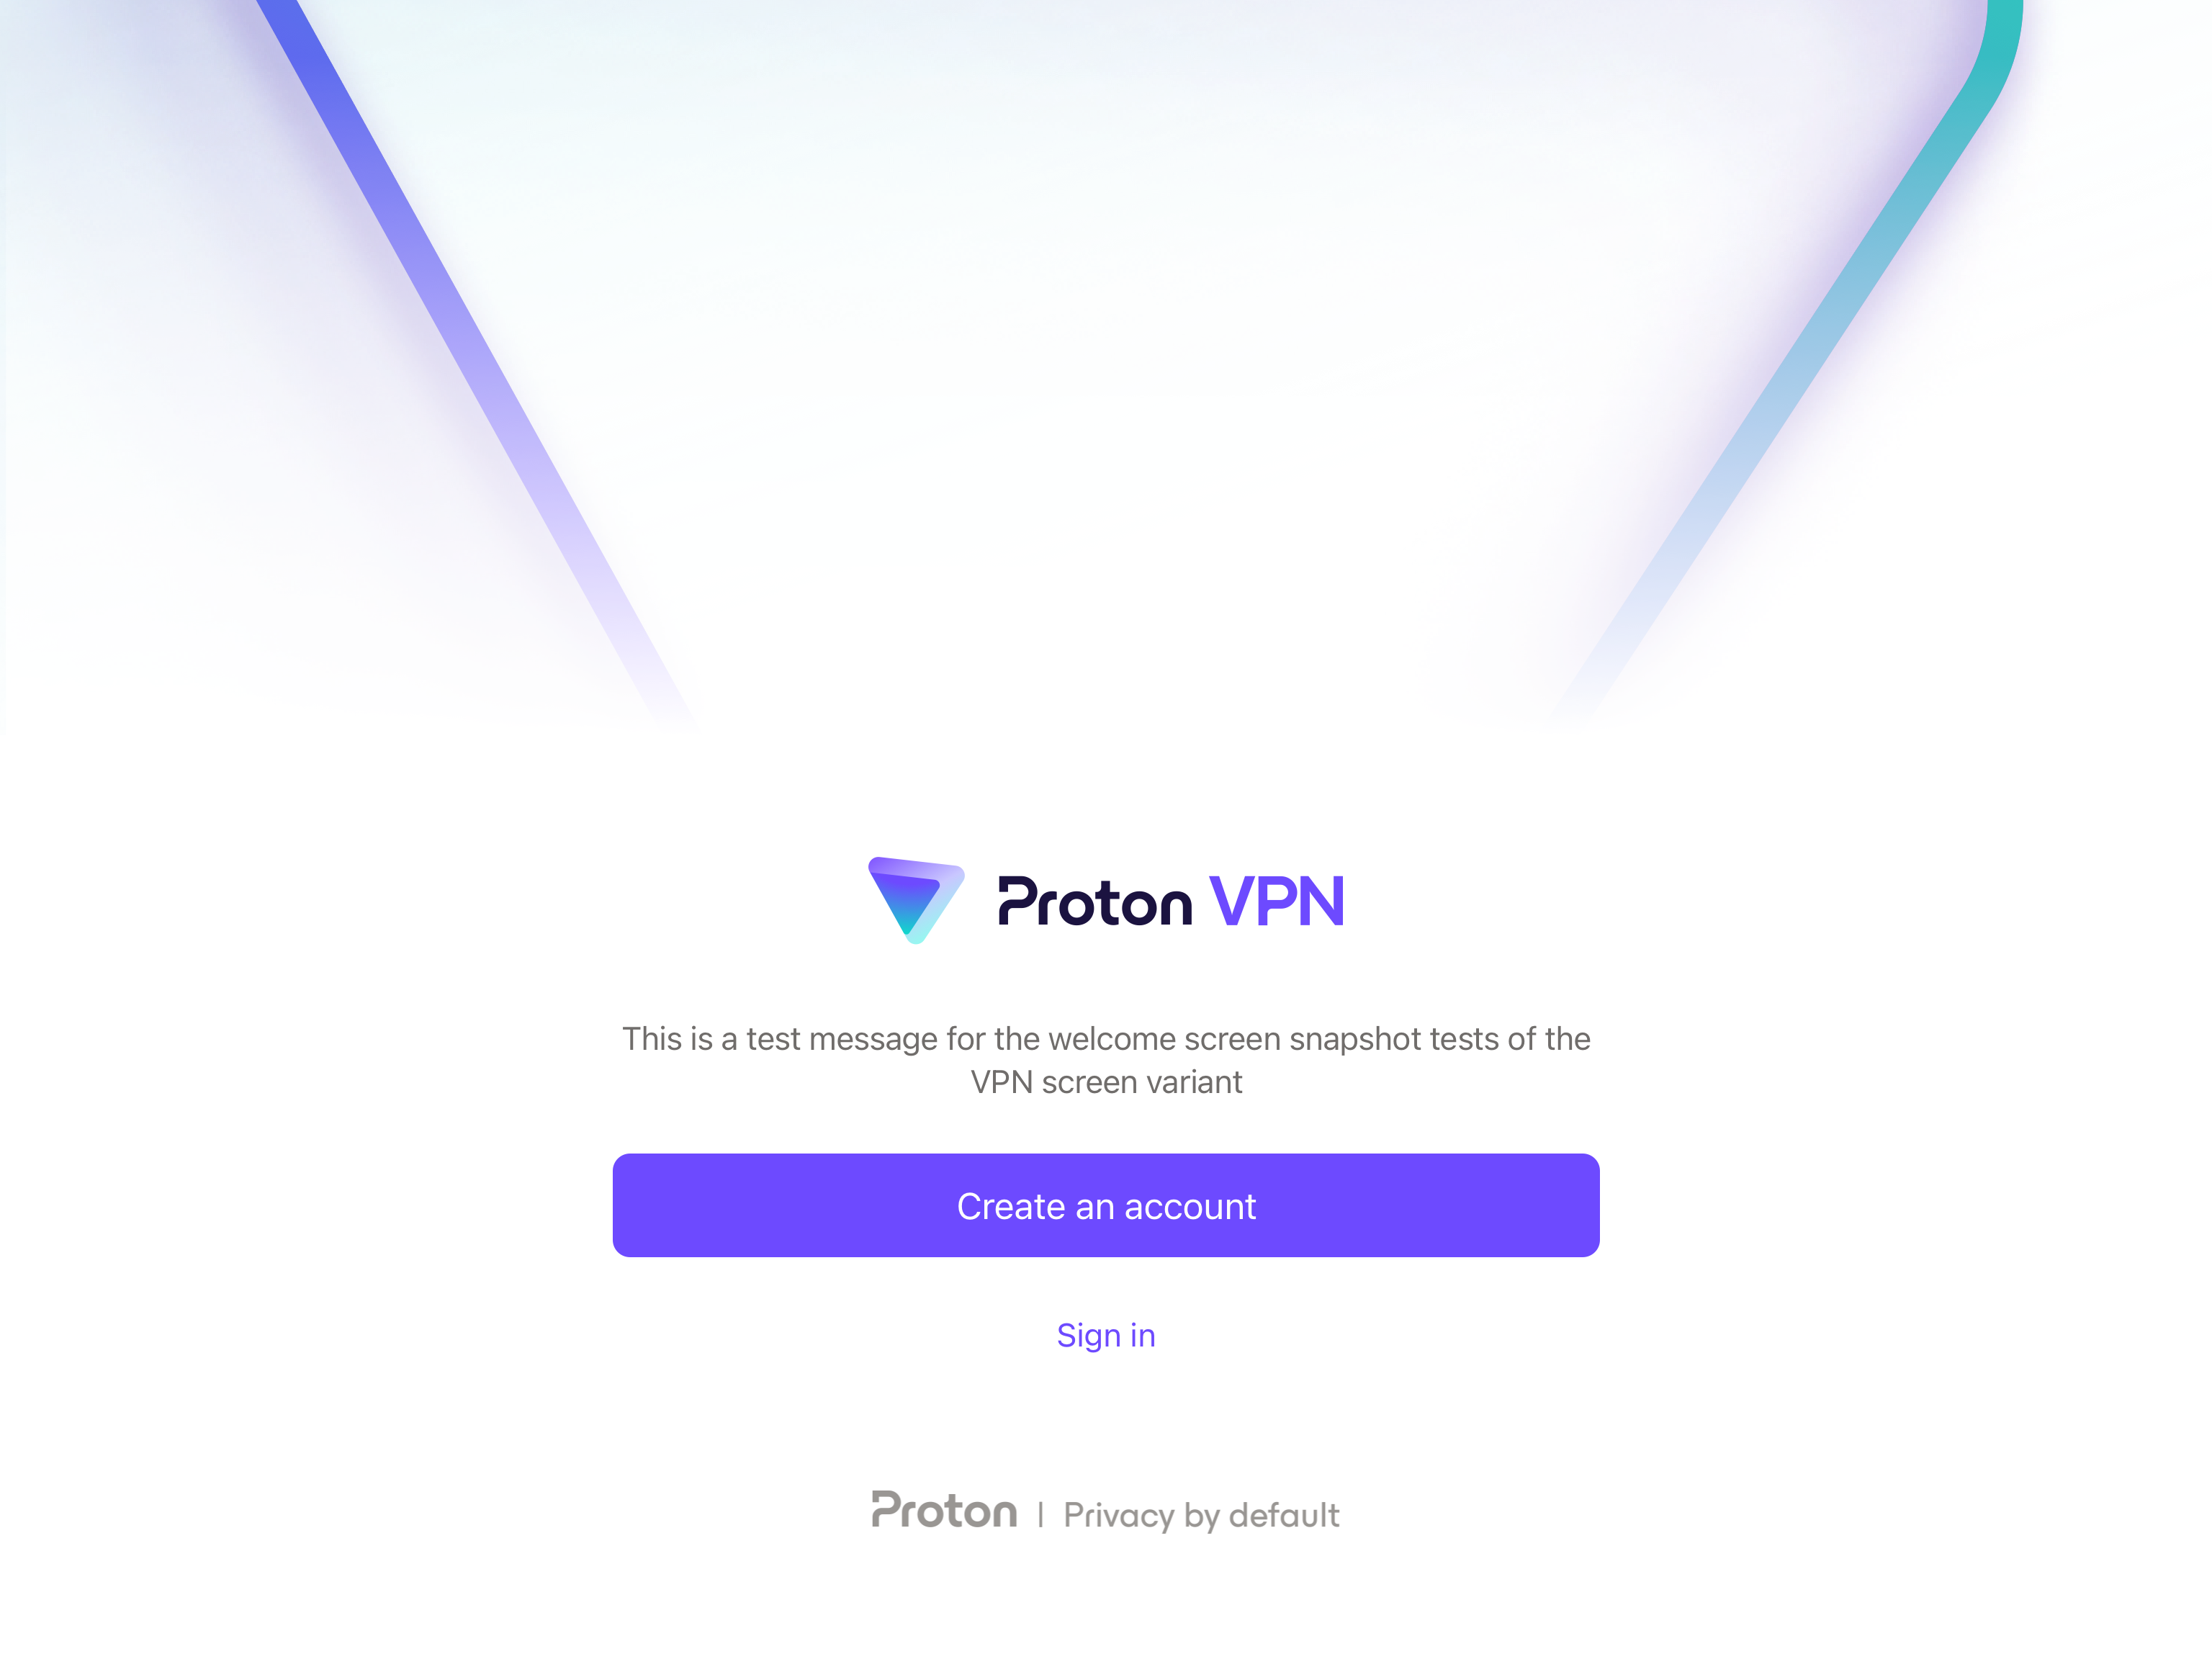 Proton VPN
This is a test message for the welcome screen snapshot tests of the
VPN screen variant
Create an account
Sign in
Proton | Privacy by default